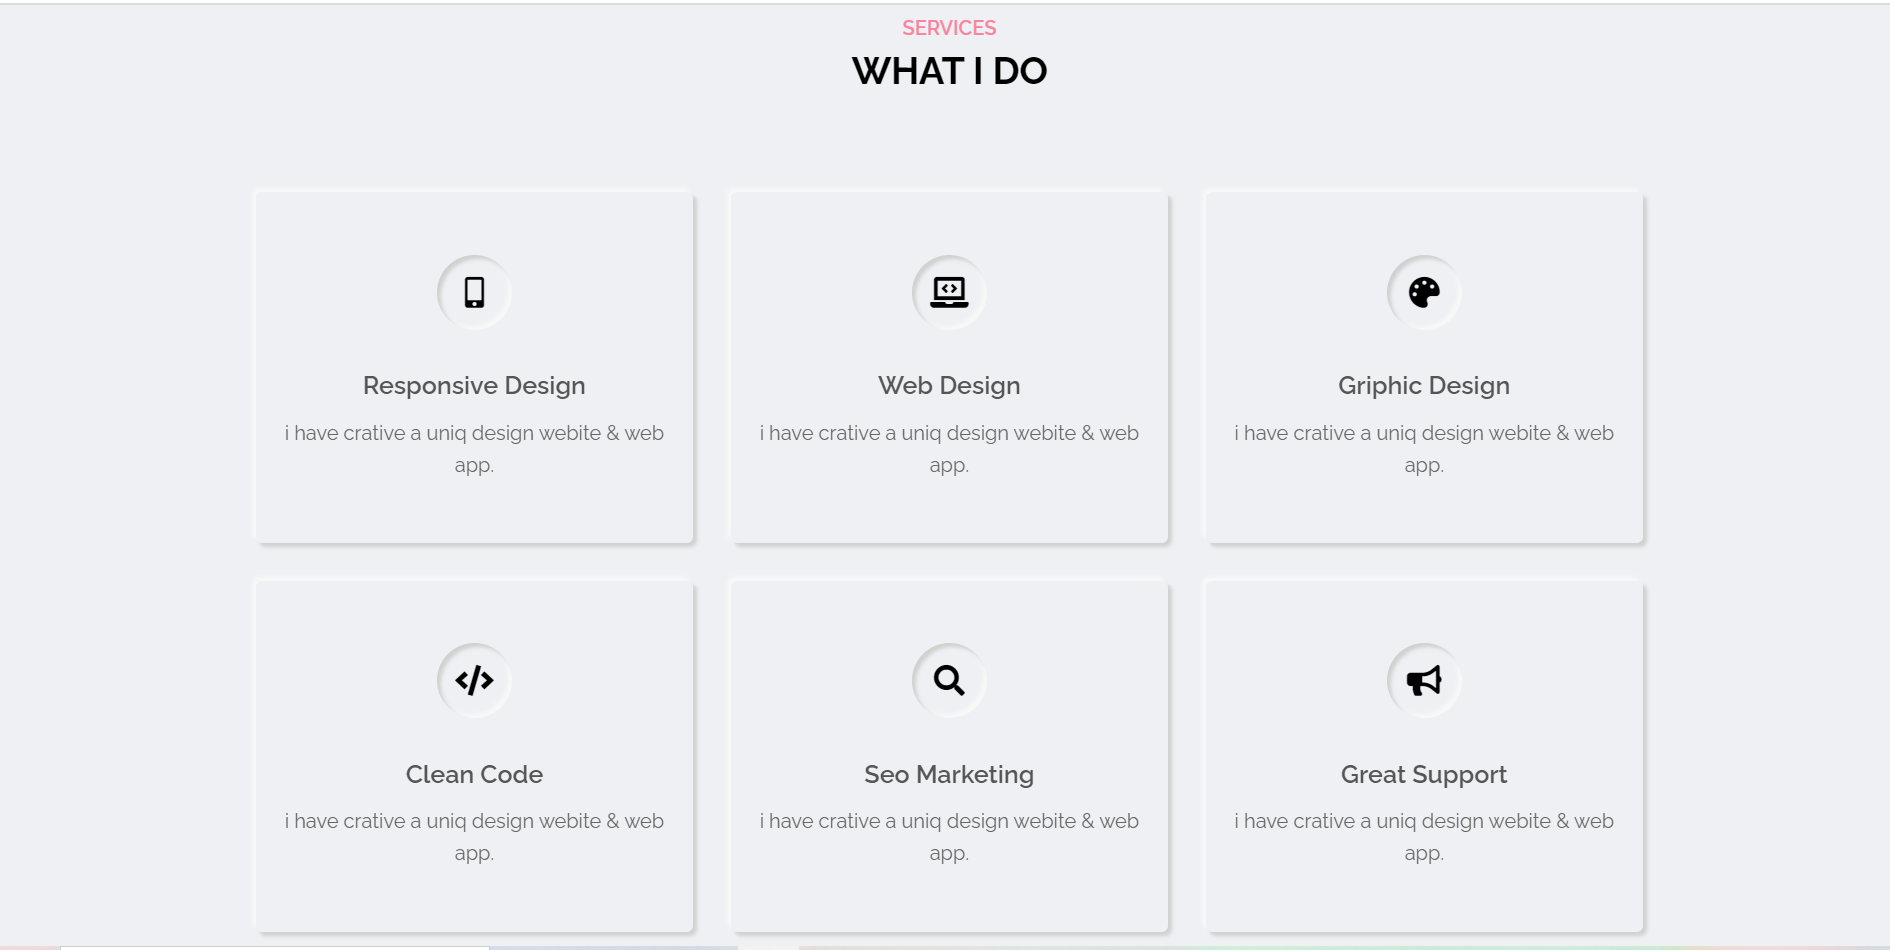 SERVICES
WHAT I DO
Responsive Design
i have crative a uniq design webite & web
app.
Web Design
i have crative a uniq design webite & web
app.
Griphic Design
i have crative a uniq design webite & web
app.
Clean Code
i have crative a uniq design webite & web
app.
Seo Marketing
i have crative a uniq design webite & web
app.
Great Support
i have crative a uniq design webite & web
app.